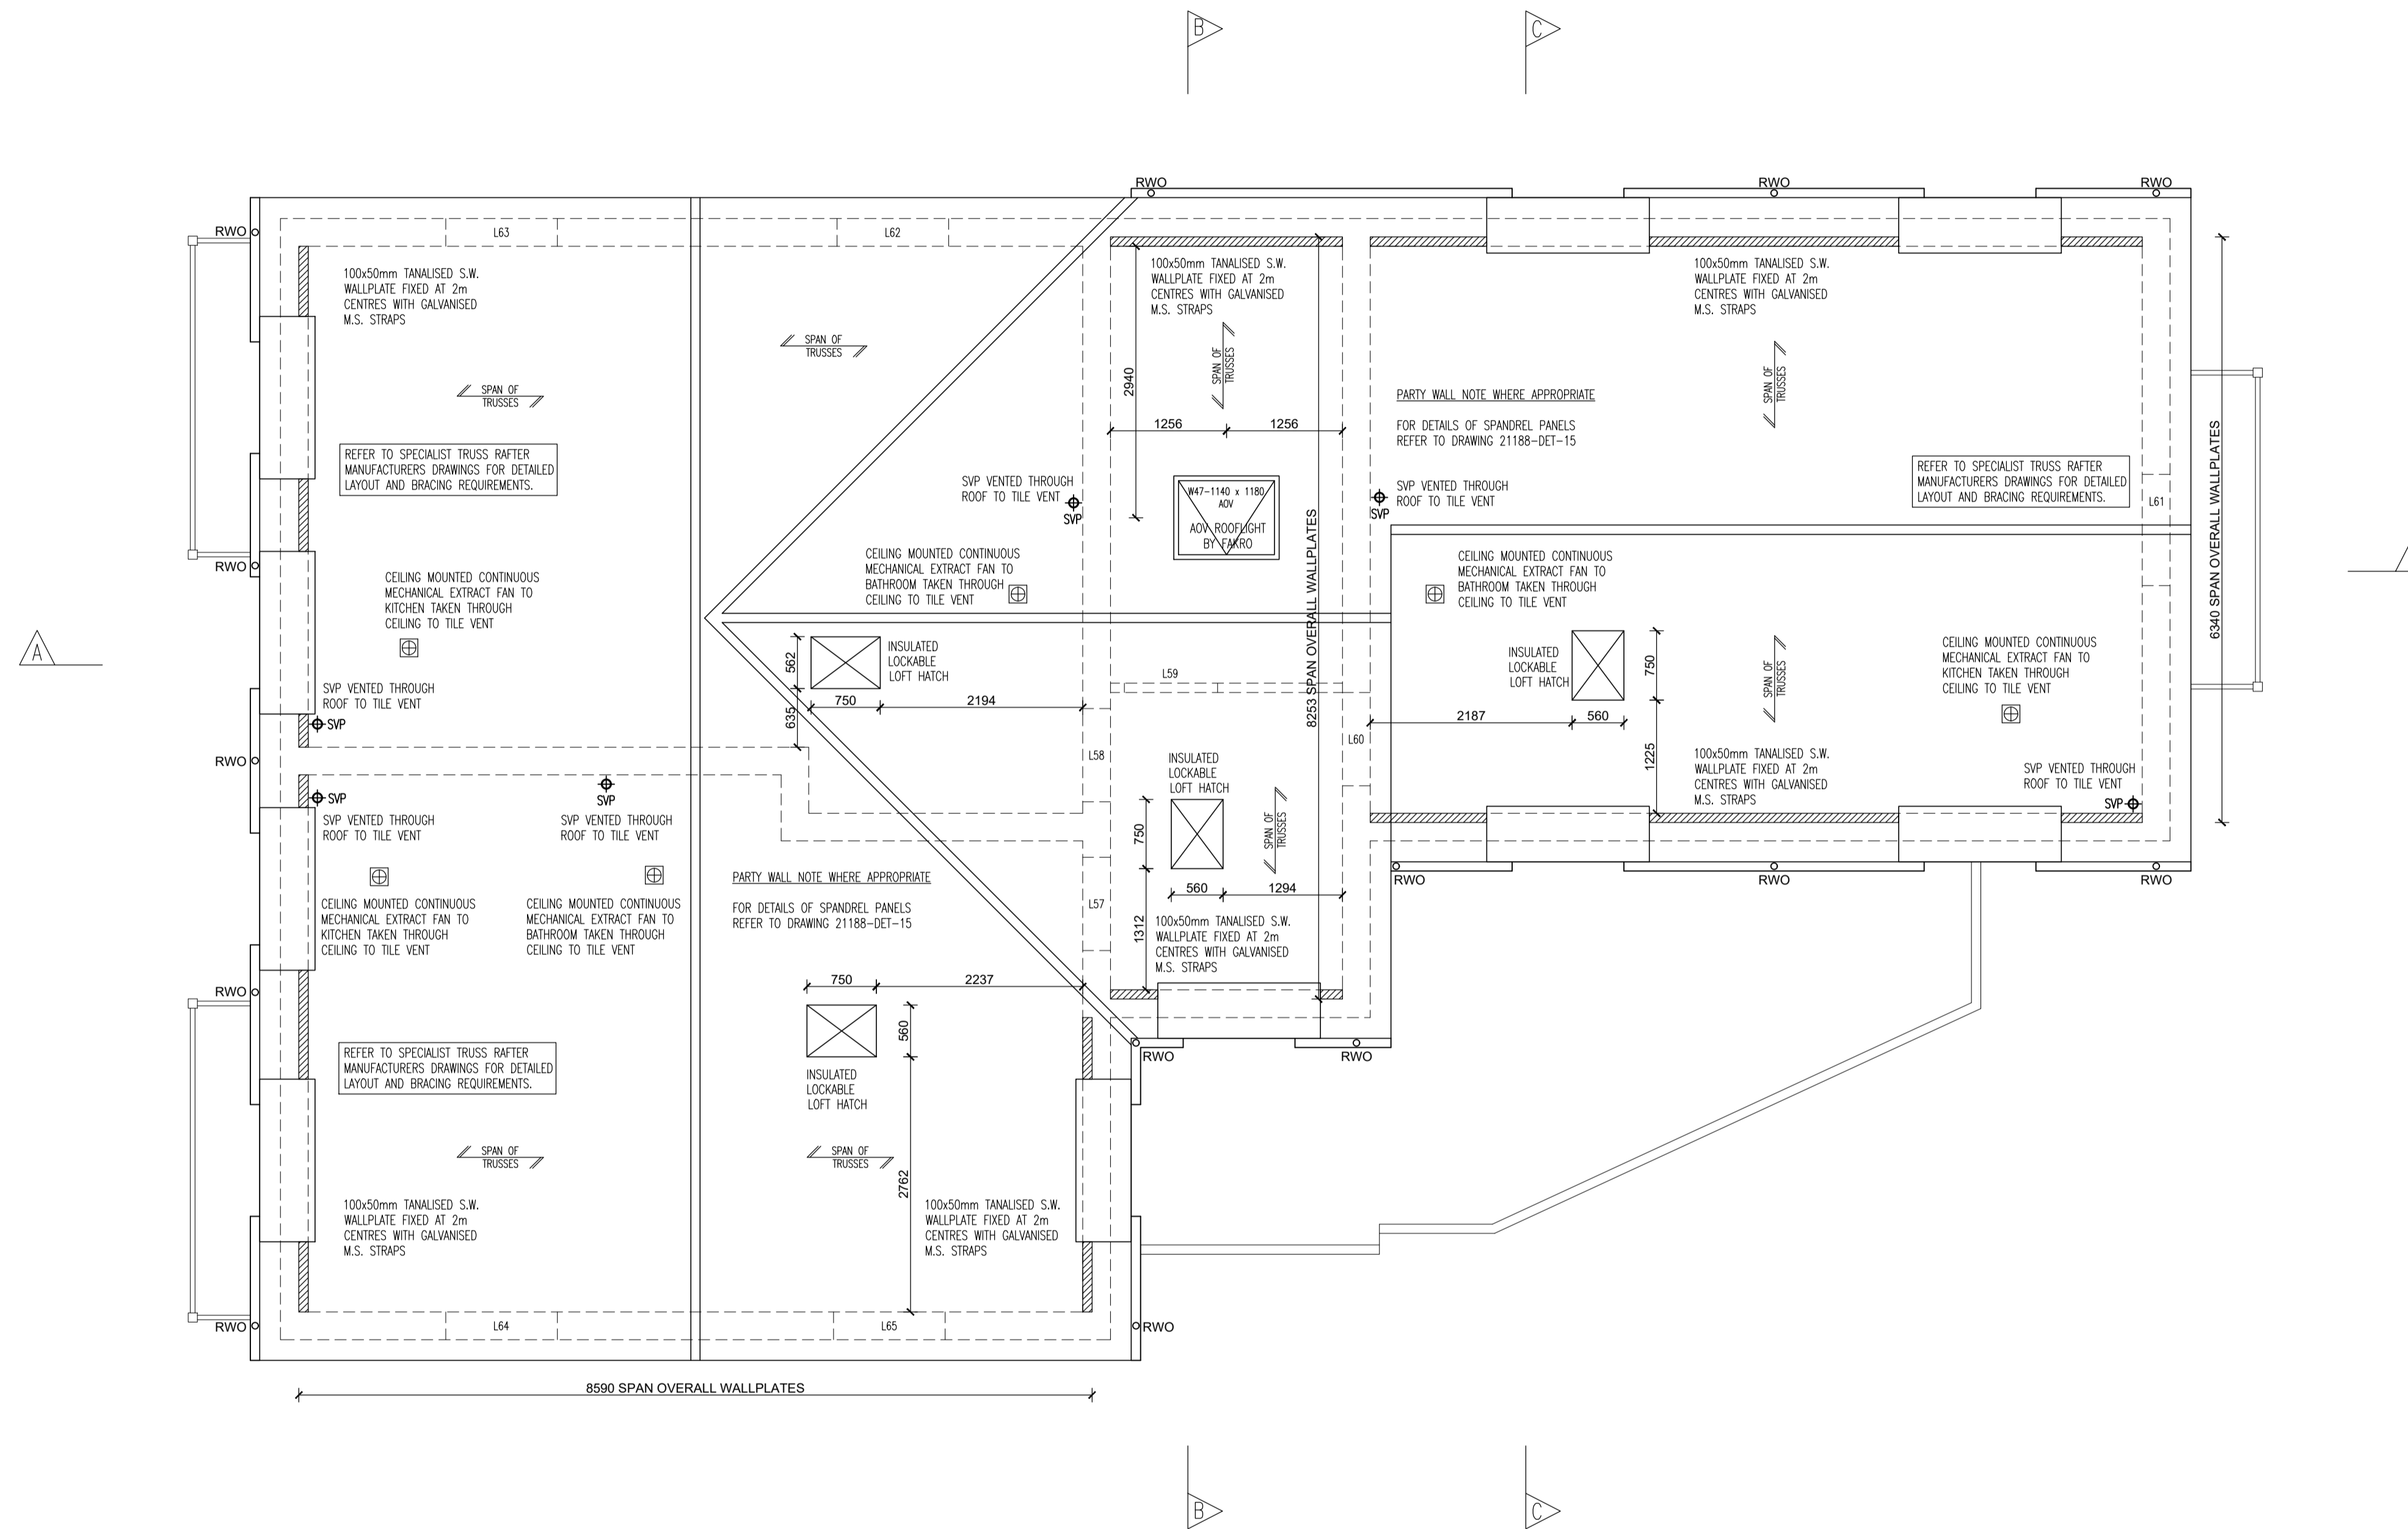 B
C
RWO
RWO
RWO
RWO
L63
L62
100x50mm TANALISED S.W.
WALLPLATE FIXED AT 2m
CENTRES WITH GALVANISED
M.S. STRAPS
100x50mm TANALISED S.W.
WALLPLATE FIXED AT 2m
CENTRES WITH GALVANISED
M.S. STRAPS
100x50mm TANALISED S.W.
WALLPLATE FIXED AT 2m
CENTRES WITH GALVANISED
M.S. STRAPS
SPAN OF
TRUSSES
SPAN OF
TRUSSES
SPAN OF
TRUSSES
SPAN OF
TRUSSES
2940
1256
1256
PARTY WALL NOTE WHERE APPROPRIATE
FOR DETAILS OF SPANDREL PANELS
REFER TO DRAWING 21188-DET-15
REFER TO SPECIALIST TRUSS RAFTER
MANUFACTURERS DRAWINGS FOR DETAILED
LAYOUT AND BRACING REQUIREMENTS.
SVP VENTED THROUGH
ROOF TO TILE VENT
SVP
W47-1140 x 1180
AOV
AOV ROOFLIGHT
BY FAKRO
8253 SPAN OVERALL WALLPLATES
SVP VENTED THROUGH
ROOF TO TILE VENT
SVP
REFER TO SPECIALIST TRUSS RAFTER
MANUFACTURERS DRAWINGS FOR DETAILED
LAYOUT AND BRACING REQUIREMENTS.
L61
6340 SPAN OVERALL WALLPLATES
RWO
CEILING MOUNTED CONTINUOUS
MECHANICAL EXTRACT FAN TO
KITCHEN TAKEN THROUGH
CEILING TO TILE VENT
CEILING MOUNTED CONTINUOUS
MECHANICAL EXTRACT FAN TO
BATHROOM TAKEN THROUGH
CEILING TO TILE VENT
CEILING MOUNTED CONTINUOUS
MECHANICAL EXTRACT FAN TO
BATHROOM TAKEN THROUGH
CEILING TO TILE VENT
A
562
635
INSULATED
LOCKABLE
LOFT HATCH
750
2194
L59
INSULATED
LOCKABLE
LOFT HATCH
750
2187
560
1225
SPAN OF
TRUSSES
CEILING MOUNTED CONTINUOUS
MECHANICAL EXTRACT FAN TO
KITCHEN TAKEN THROUGH
CEILING TO TILE VENT
SVP VENTED THROUGH
ROOF TO TILE VENT
SVP
RWO
L58
L60
100x50mm TANALISED S.W.
WALLPLATE FIXED AT 2m
CENTRES WITH GALVANISED
M.S. STRAPS
SVP VENTED THROUGH
ROOF TO TILE VENT
SVP
SVP
SVP VENTED THROUGH
ROOF TO TILE VENT
SVP
SVP VENTED THROUGH
ROOF TO TILE VENT
INSULATED
LOCKABLE
LOFT HATCH
750
SPAN OF
TRUSSES
560
1294
1312
RWO
RWO
RWO
PARTY WALL NOTE WHERE APPROPRIATE
FOR DETAILS OF SPANDREL PANELS
REFER TO DRAWING 21188-DET-15
L57
CEILING MOUNTED CONTINUOUS
MECHANICAL EXTRACT FAN TO
KITCHEN TAKEN THROUGH
CEILING TO TILE VENT
CEILING MOUNTED CONTINUOUS
MECHANICAL EXTRACT FAN TO
BATHROOM TAKEN THROUGH
CEILING TO TILE VENT
100x50mm TANALISED S.W.
WALLPLATE FIXED AT 2m
CENTRES WITH GALVANISED
M.S. STRAPS
RWO
750
2237
560
2762
INSULATED
LOCKABLE
LOFT HATCH
RWO
RWO
REFER TO SPECIALIST TRUSS RAFTER
MANUFACTURERS DRAWINGS FOR DETAILED
LAYOUT AND BRACING REQUIREMENTS.
SPAN OF
TRUSSES
SPAN OF
TRUSSES
100x50mm TANALISED S.W.
WALLPLATE FIXED AT 2m
CENTRES WITH GALVANISED
M.S. STRAPS
100x50mm TANALISED S.W.
WALLPLATE FIXED AT 2m
CENTRES WITH GALVANISED
M.S. STRAPS
RWO
L64
L65
RWO
8590 SPAN OVERALL WALLPLATES
B
C